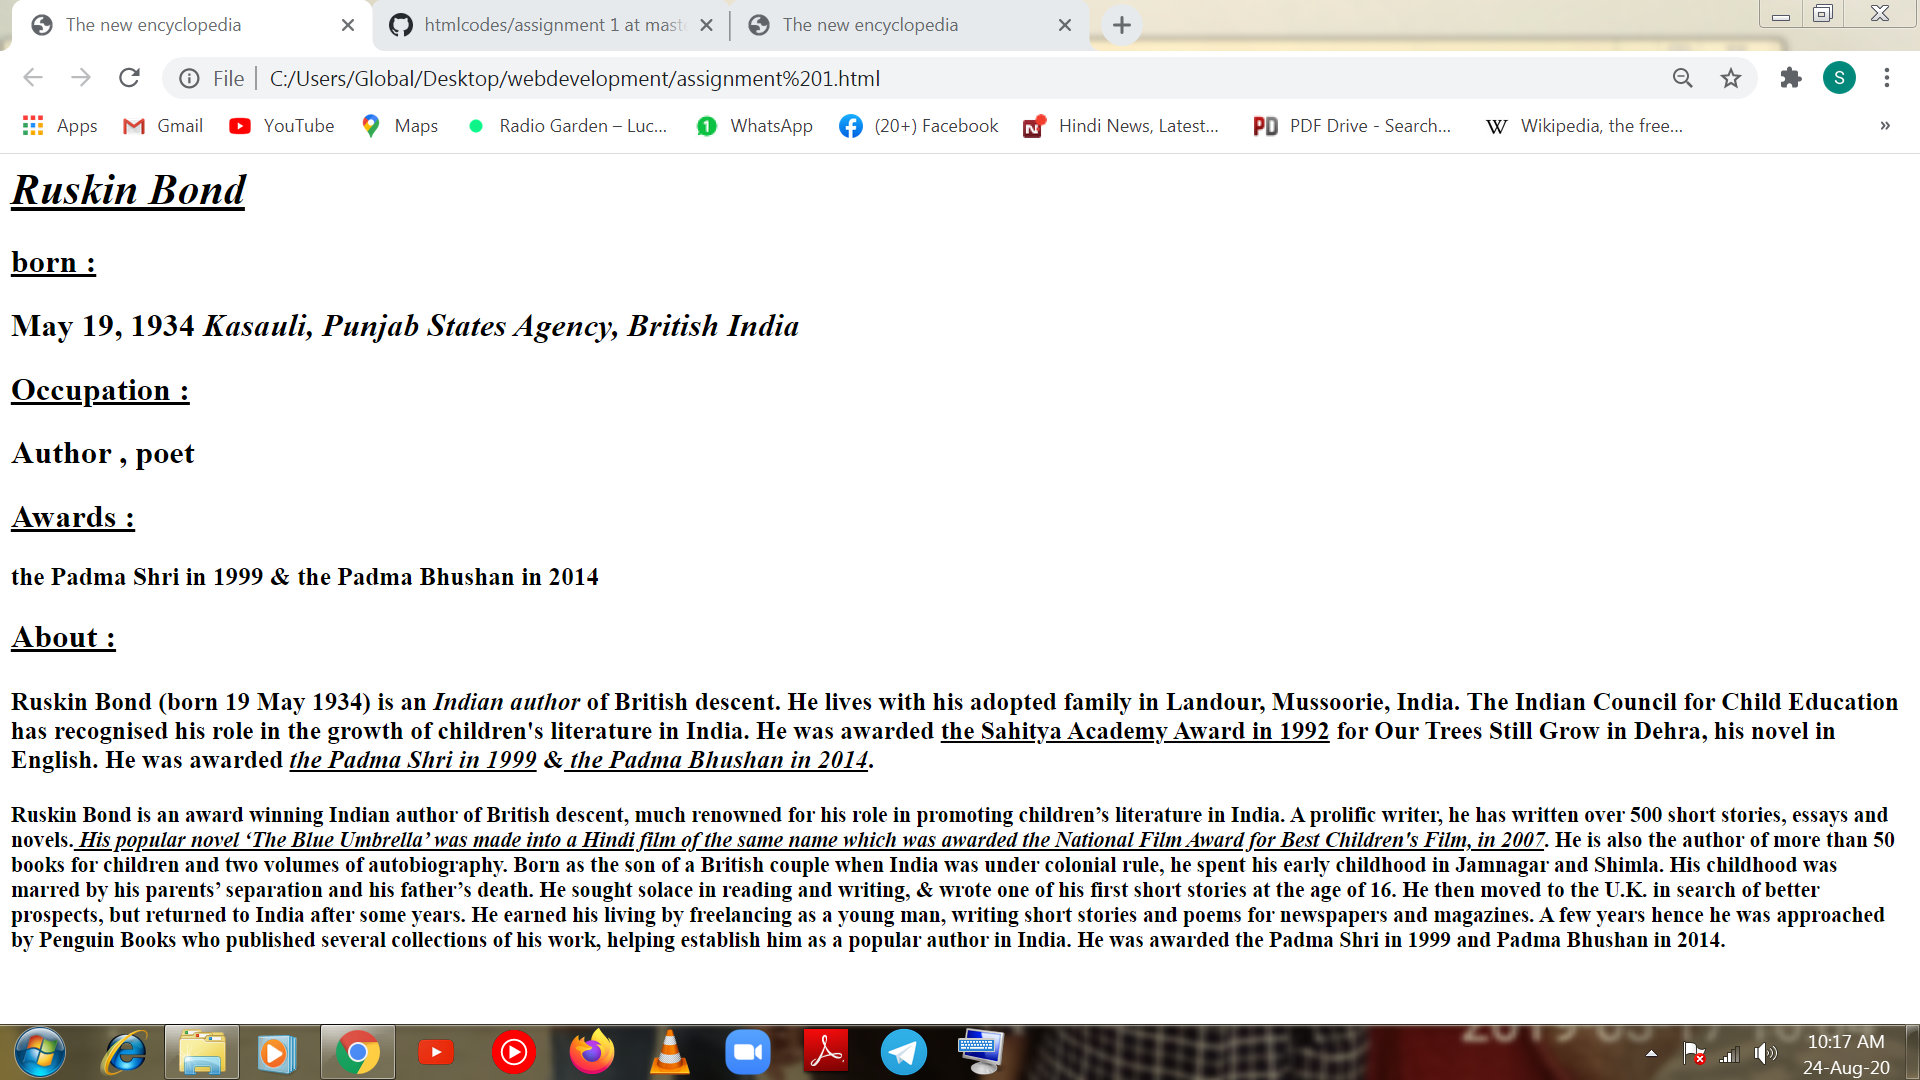 The new encyclopedia
htmlcodes/assignment 1 at mast
The new encyclopedia
File C:/Users/Global/Desktop/webdevelopment/assignment%201.html
S
Apps Gmail YouTube Maps Radio Garden – Luc... 1 WhatsApp (20+) Facebook N Hindi News, Latest... PD PDF Drive - Search... W Wikipedia, the free... »
Ruskin Bond
born :
May 19, 1934 Kasauli, Punjab States Agency, British India
Occupation :
Author , poet
Awards :
the Padma Shri in 1999 & the Padma Bhushan in 2014
About :
Ruskin Bond (born 19 May 1934) is an Indian author of British descent. He lives with his adopted family in Landour, Mussoorie, India. The Indian Council for Child Education
has recognised his role in the growth of children's literature in India. He was awarded the Sahitya Academy Award in 1992 for Our Trees Still Grow in Dehra, his novel in
English. He was awarded the Padma Shri in 1999 & the Padma Bhushan in 2014.
Ruskin Bond is an award winning Indian author of British descent, much renowned for his role in promoting children’s literature in India. A prolific writer, he has written over 500 short stories, essays and
novels. His popular novel ‘The Blue Umbrella’ was made into a Hindi film of the same name which was awarded the National Film Award for Best Children's Film, in 2007. He is also the author of more than 50
books for children and two volumes of autobiography. Born as the son of a British couple when India was under colonial rule, he spent his early childhood in Jamnagar and Shimla. His childhood was
marred by his parents’ separation and his father’s death. He sought solace in reading and writing, & wrote one of his first short stories at the age of 16. He then moved to the U.K. in search of better
prospects, but returned to India after some years. He earned his living by freelancing as a young man, writing short stories and poems for newspapers and magazines. A few years hence he was approached
by Penguin Books who published several collections of his work, helping establish him as a popular author in India. He was awarded the Padma Shri in 1999 and Padma Bhushan in 2014.
10:17 AM
24-Aug-20